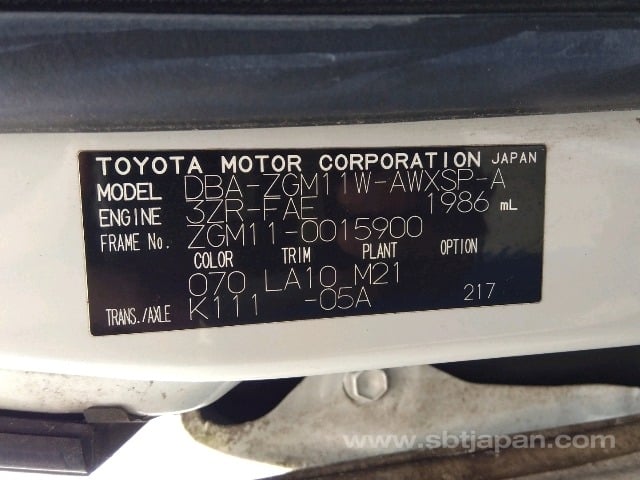 TOYOTA MOTOR CORPORATION JAPAN
MODEL DBA-ZGM11W-AWXSP-A
ENGINE 3ZR-FAE 1986 mL
FRAME No. ZGM11-0015900
COLOR TRIM PLANT OPTION
070 LA10 M21
TRANS./AXLE K111 -05A 217
www.sbtjapan.com